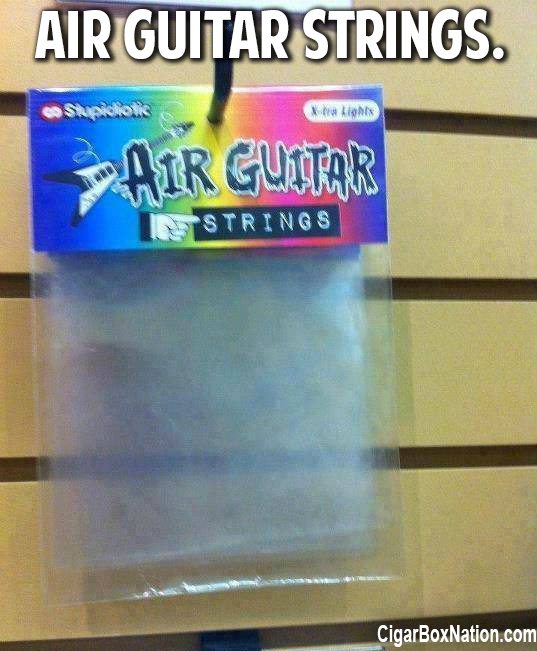 AIR GUITAR STRINGS.
Stupidiotic
X-tra Lights
AIR GUITAR
STRINGS
CigarBoxNation.com